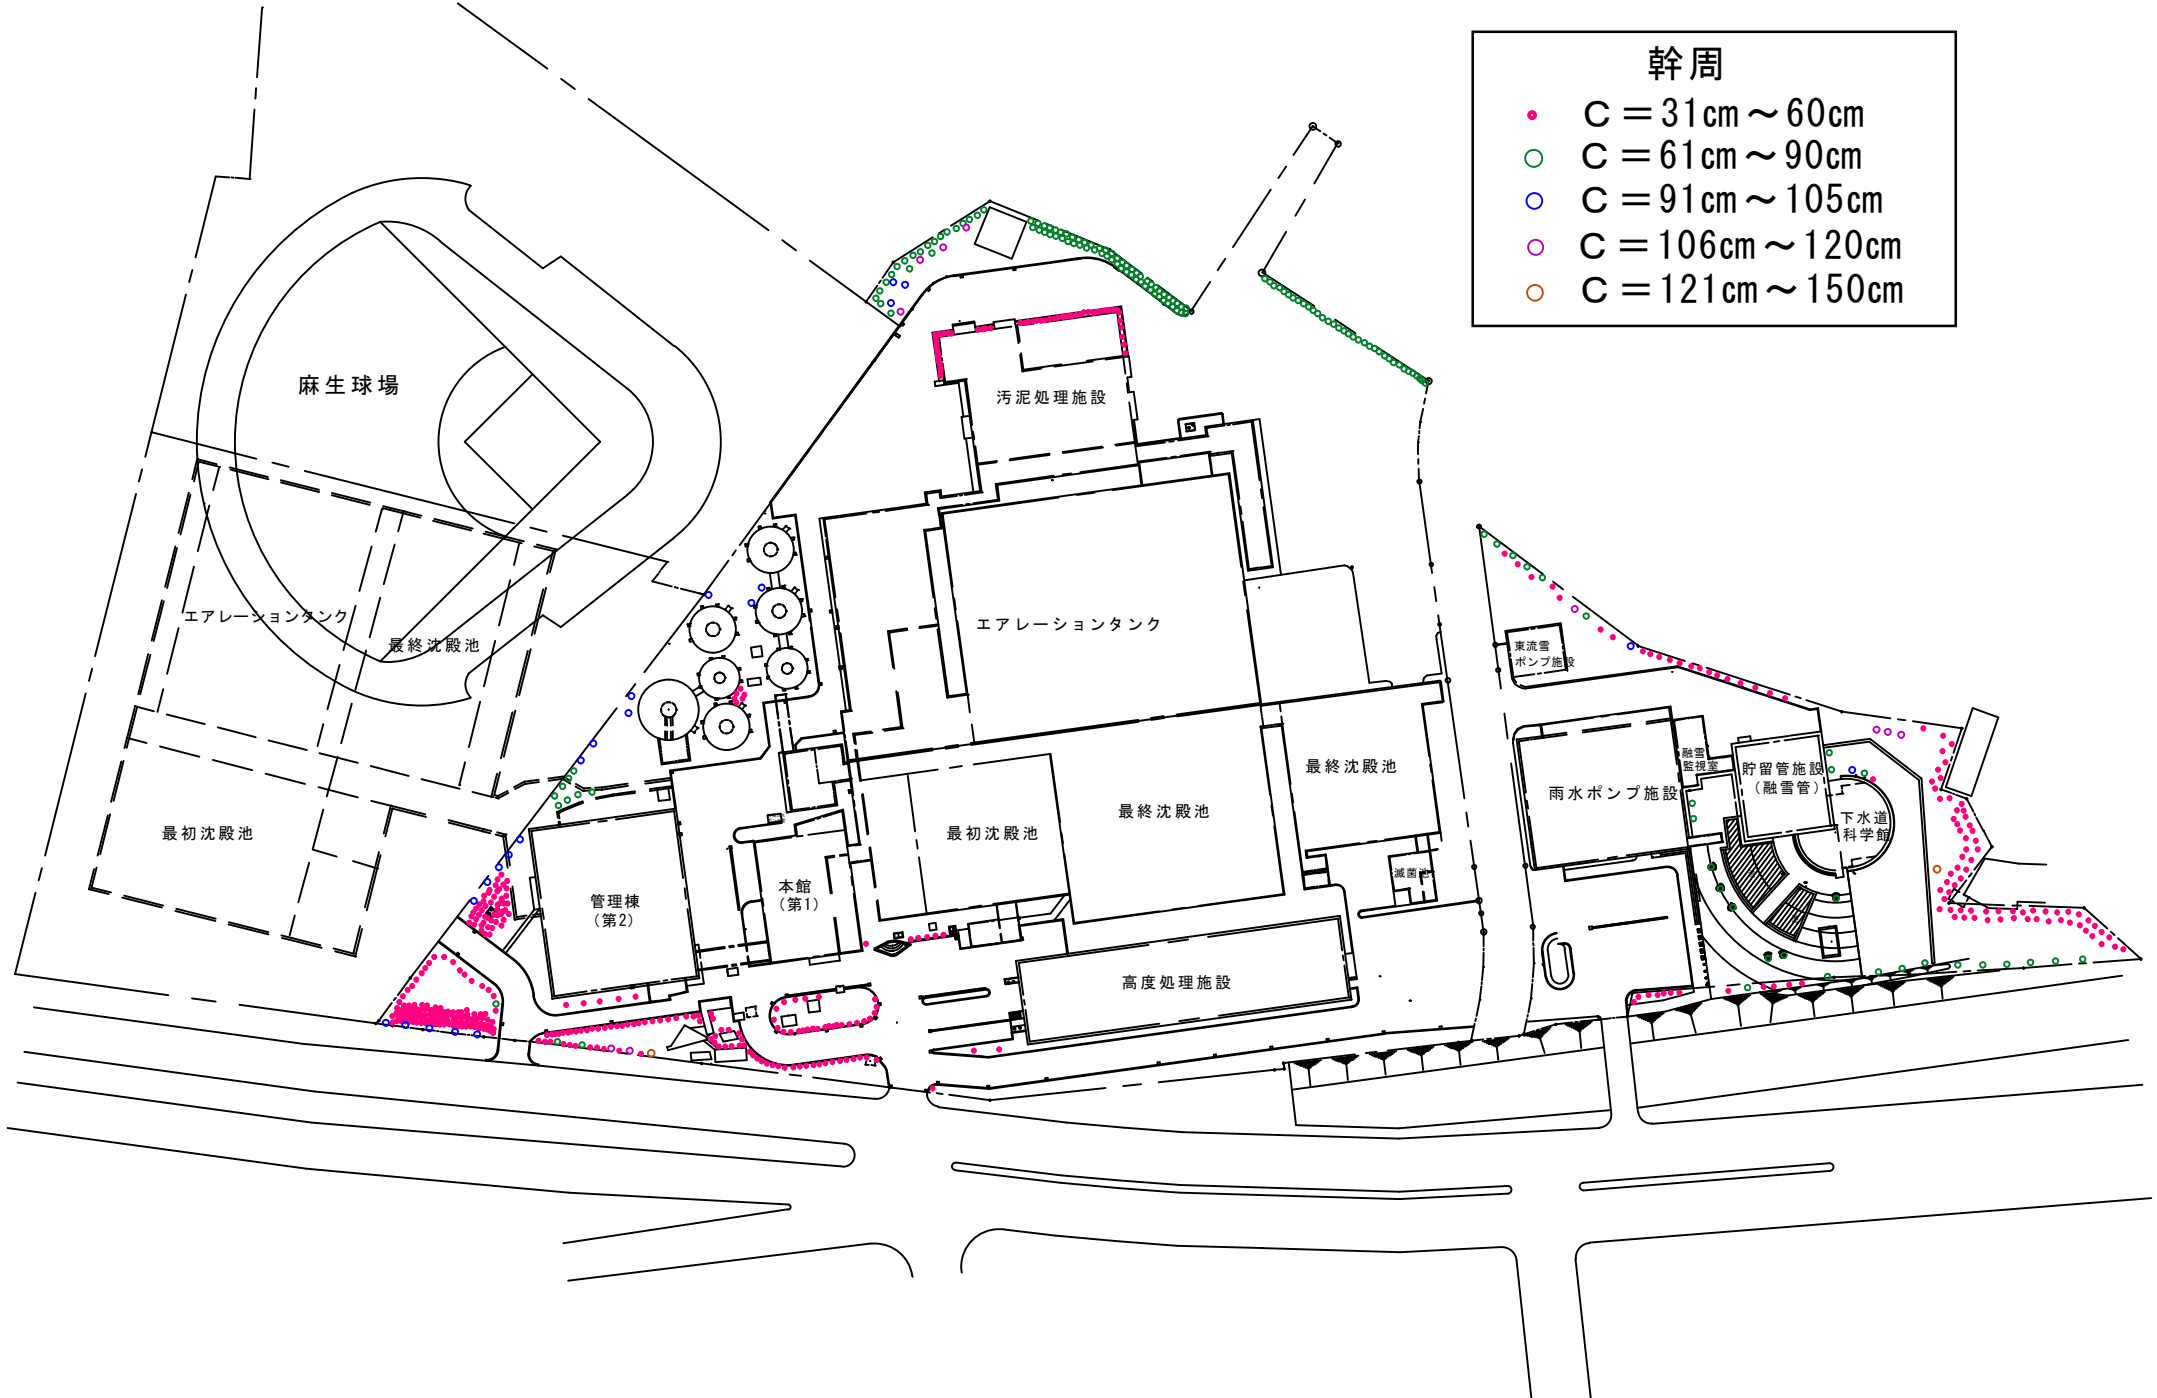 幹周
C＝31cm～60cm
C＝61cm～90cm
C＝91cm～105cm
C＝106cm～120cm
C＝121cm～150cm
麻生球場
汚泥処理施設
エアレーションタンク
最終沈殿池
エアレーションタンク
東流雪
ポンプ施設
最終沈殿池
融雪
監視室
貯留管施設
（融雪管）
雨水ポンプ施設
最初沈殿池
最初沈殿池
最終沈殿池
下水道
科学館
滅菌池
管理棟
（第2）
本館
（第1）
高度処理施設